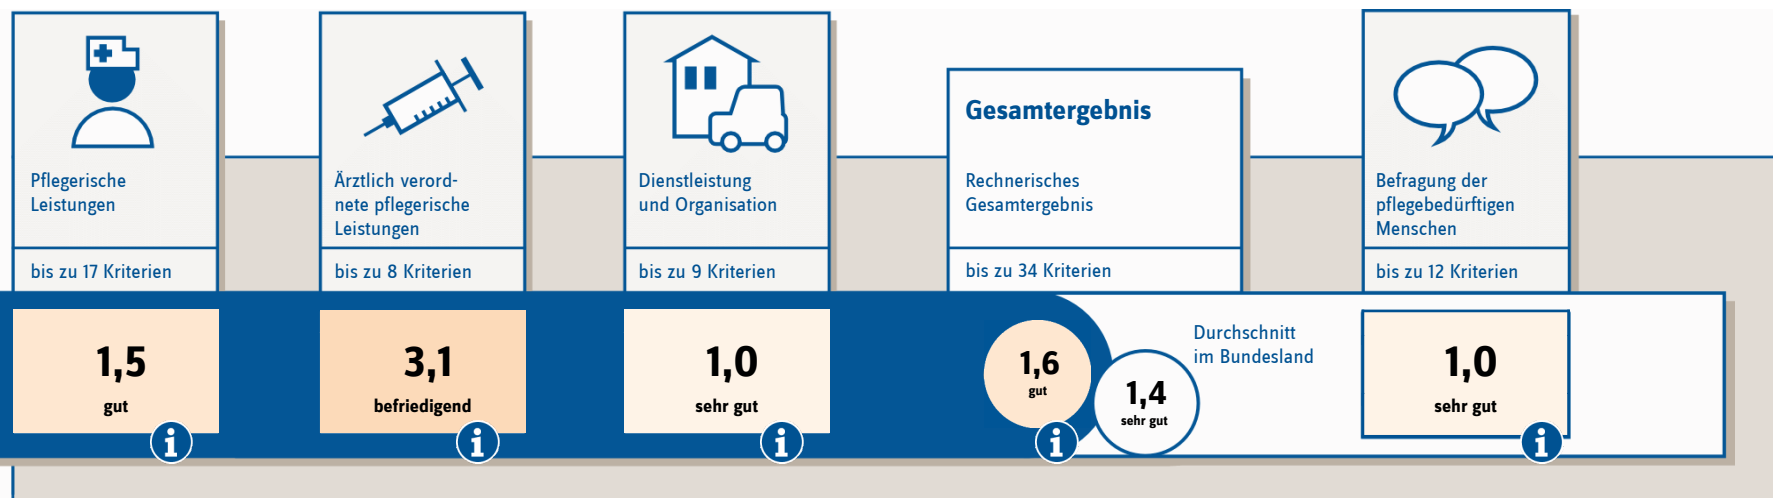 Pflegerische
Leistungen
bis zu 17 Kriterien
1,5
gut
i
Ärztlich verord-
nete pflegerische
Leistungen
bis zu 8 Kriterien
3,1
befriedigend
i
Dienstleistung
und Organisation
bis zu 9 Kriterien
1,0
sehr gut
i
Gesamtergebnis
Rechnerisches
Gesamtergebnis
bis zu 34 Kriterien
1,6
gut
i
Durchschnitt
im Bundesland
1,4
sehr gut
Befragung der
pflegebedürftigen
Menschen
bis zu 12 Kriterien
1,0
sehr gut
i